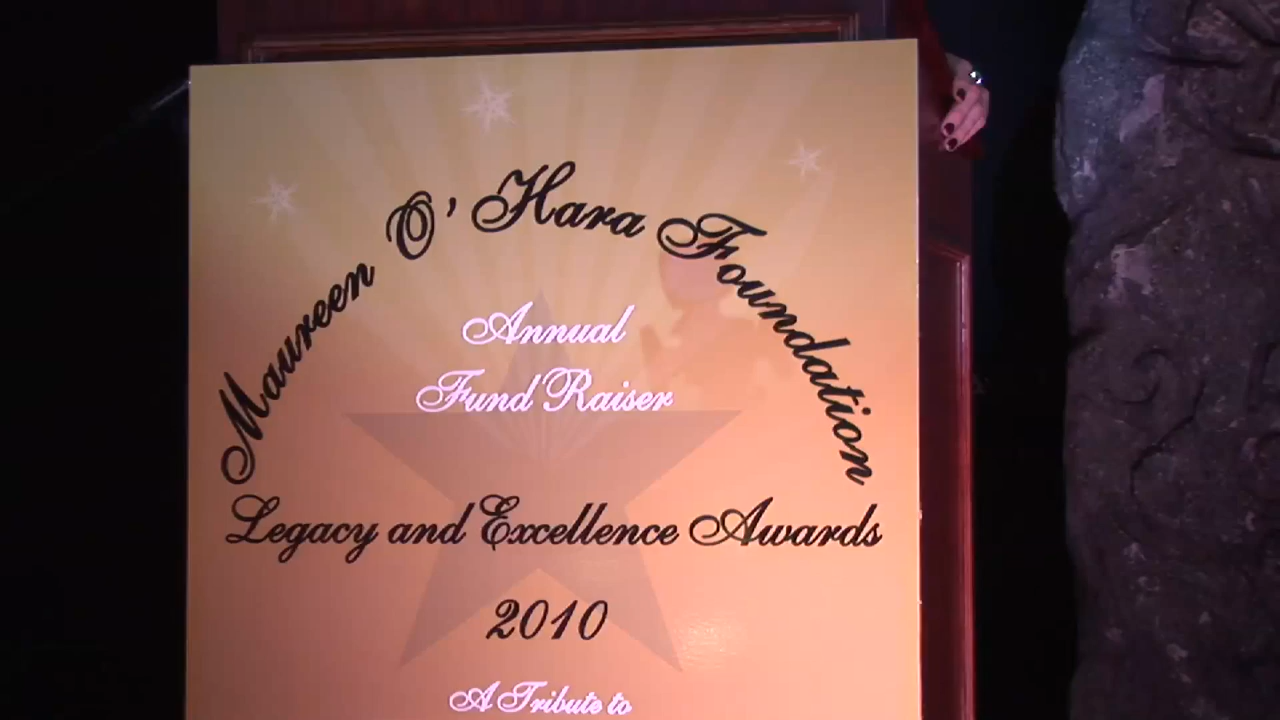 Maureen O'Hara Foundation
Annual
Fund Raiser
Legacy and Excellence Awards
2010
A Tribute to